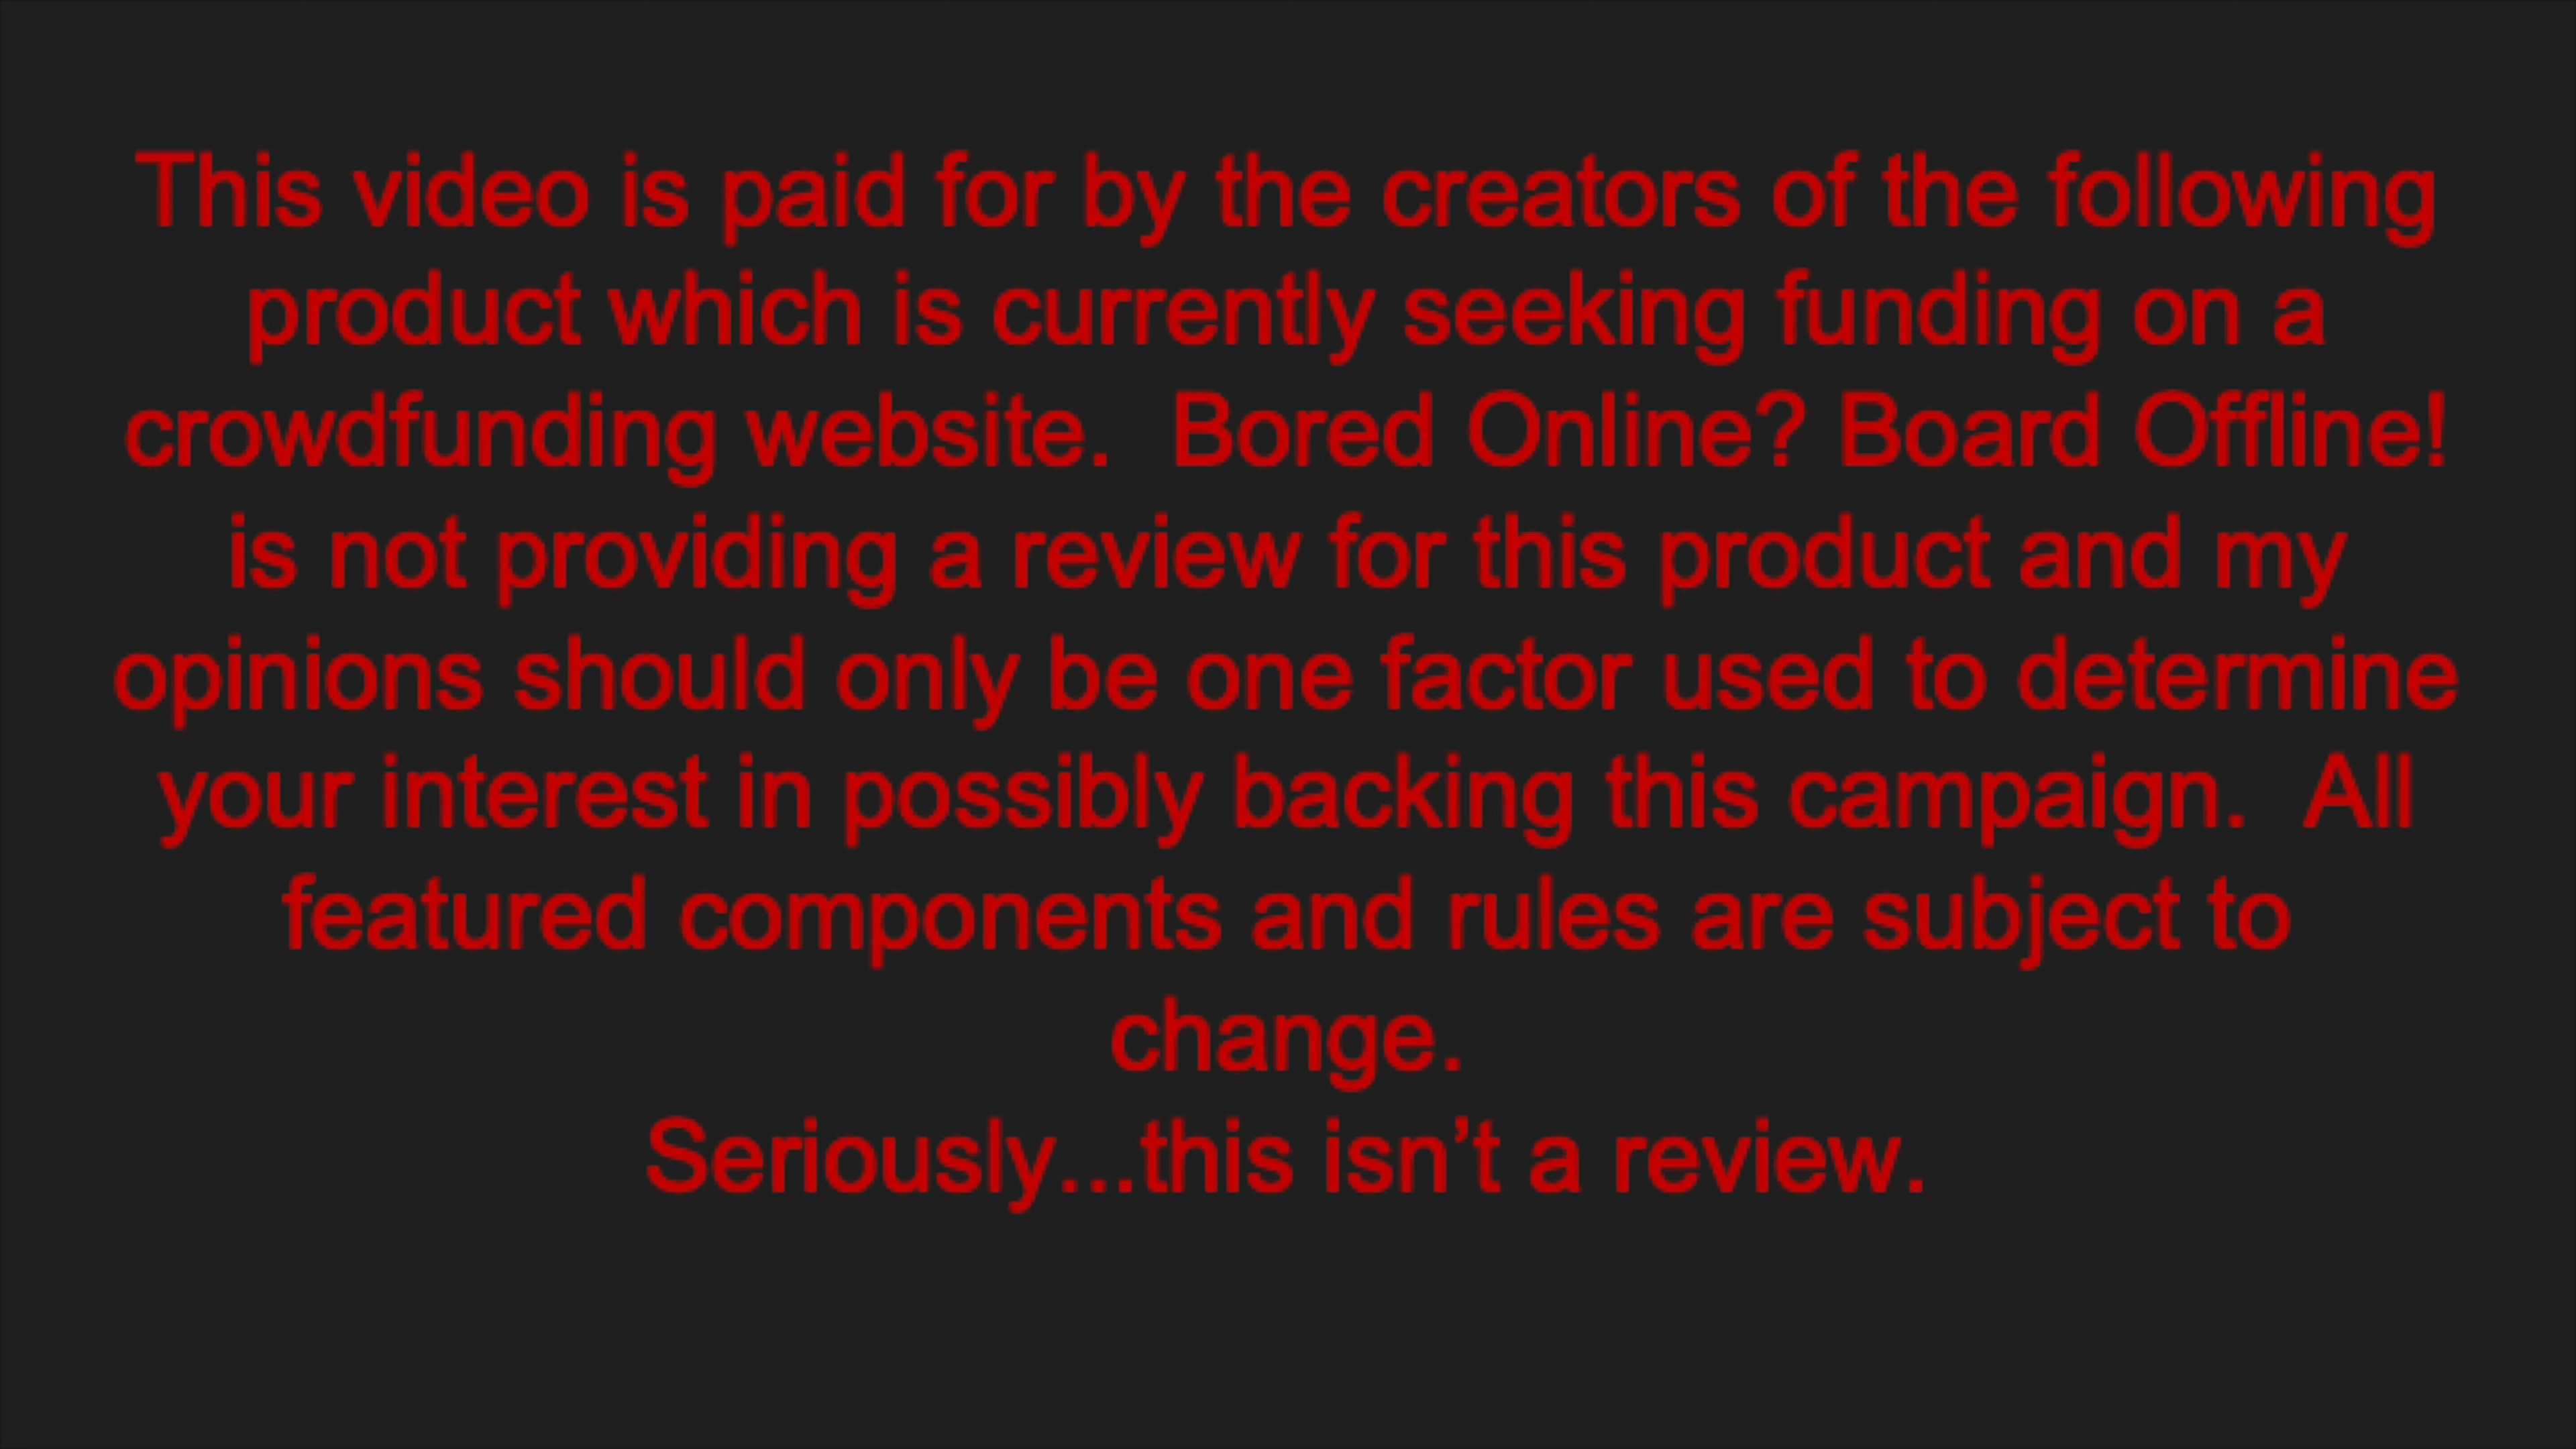 This video is paid for by the creators of the following
product which is currently seeking funding on a
crowdfunding website.  Bored Online? Board Offline!
is not providing a review for this product and my
opinions should only be one factor used to determine
your interest in possibly backing this campaign.  All
featured components and rules are subject to
change.
Seriously...this isn’t a review.